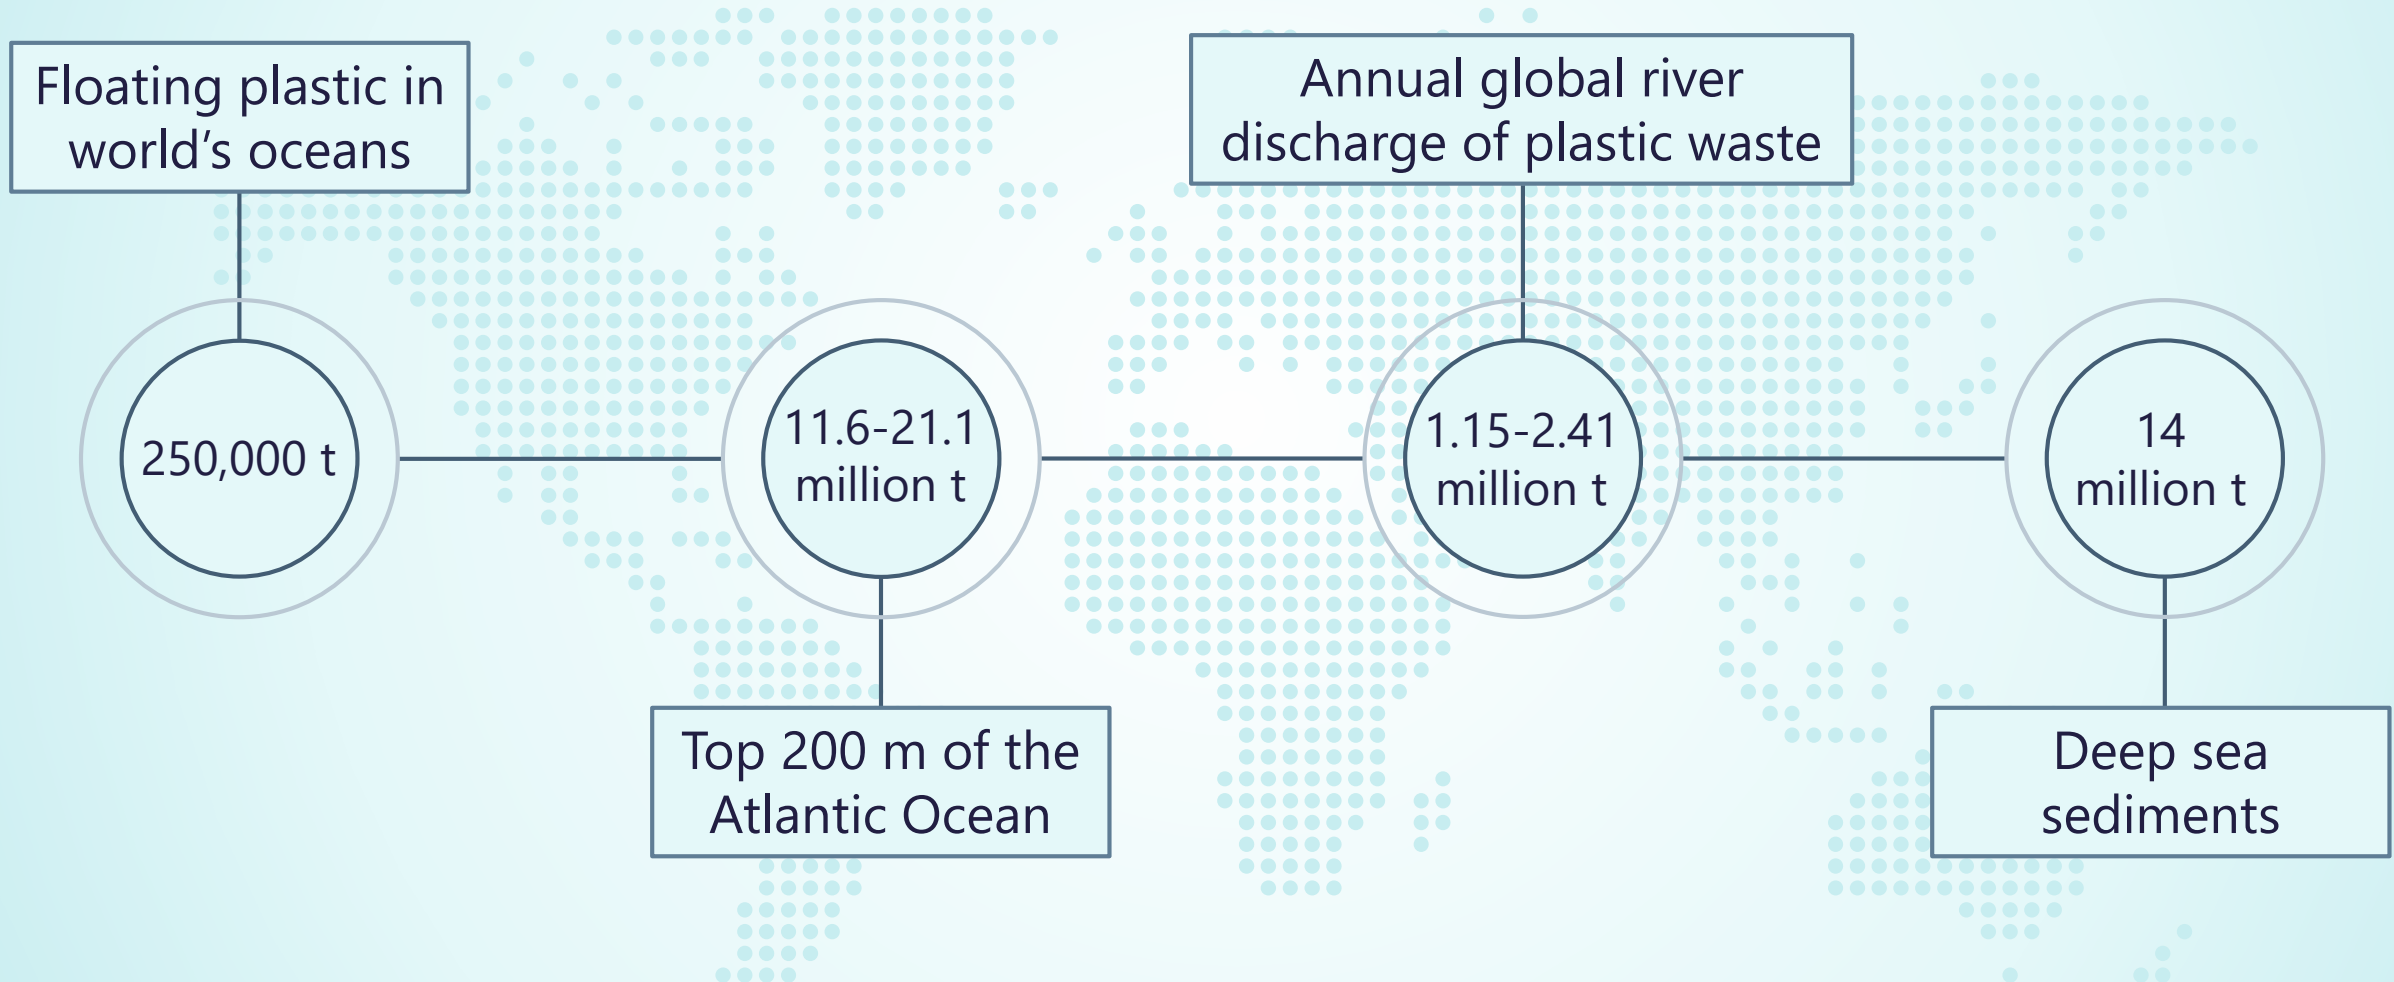 Floating plastic in
world's oceans
250,000 t
11.6-21.1
million t
Top 200 m of the
Atlantic Ocean
Annual global river
discharge of plastic waste
1.15-2.41
million t
14
million t
Deep sea
sediments